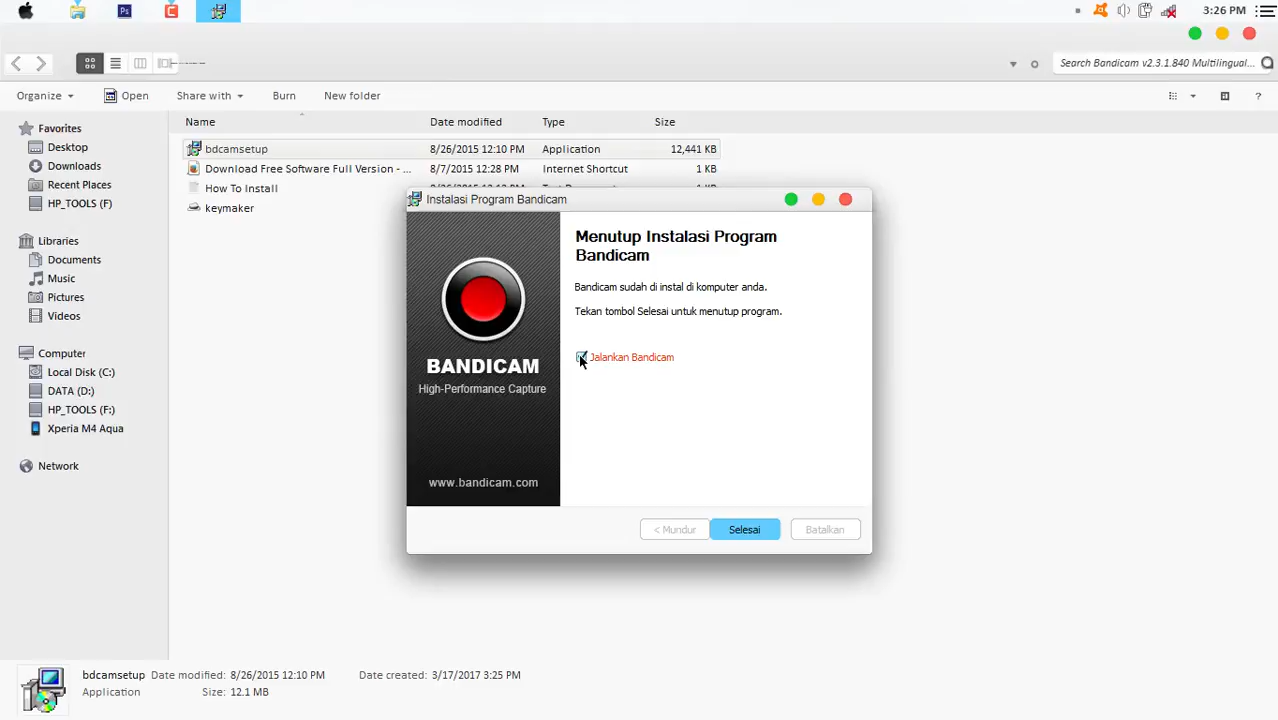 3:26 PM
Search Bandicam v2.3.1.840 Multilingual...
Organize
Open
Share with
Burn
New folder
?
Name
Date modified
Type
Size
bdcamsetup
8/26/2015 12:10 PM
Application
12,441 KB
Download Free Software Full Version - ...
8/7/2015 12:28 PM
Internet Shortcut
1 KB
How To Install
keymaker
Favorites
Desktop
Downloads
Recent Places
HP_TOOLS (F)
Libraries
Documents
Music
Pictures
Videos
Computer
Local Disk (C:)
DATA (D:)
HP_TOOLS (F:)
Xperia M4 Aqua
Network
Instalasi Program Bandicam
Menutup Instalasi Program
Bandicam
Bandicam sudah di instal di komputer anda.
Tekan tombol Selesai untuk menutup program.
Jalankan Bandicam
BANDICAM
High-Performance Capture
www.bandicam.com
< Mundur
Selesai
Batalkan
bdcamsetup
Date modified: 8/26/2015 12:10 PM
Date created: 3/17/2017 3:25 PM
Application
Size: 12.1 MB
Ps